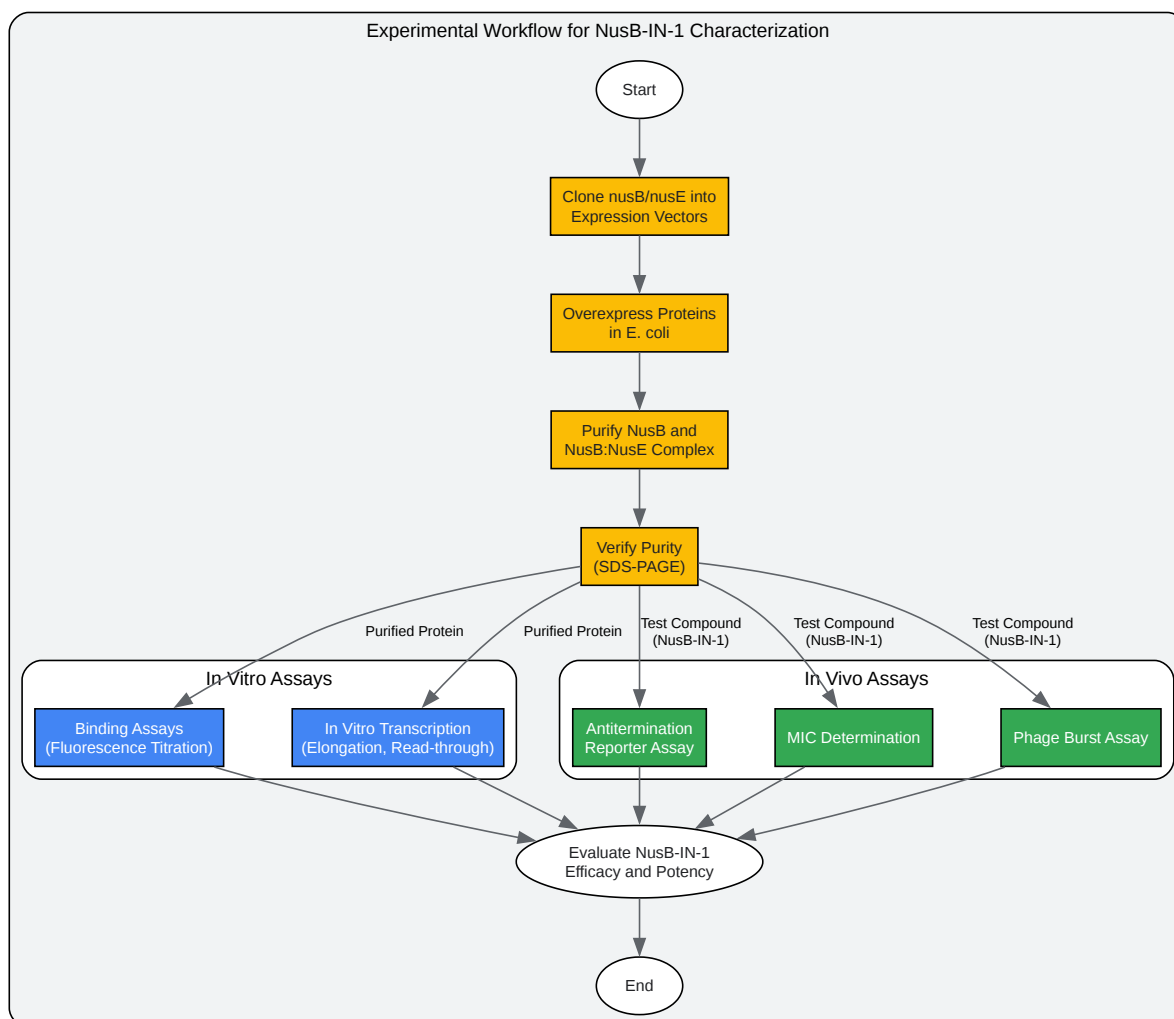 Experimental Workflow for NusB-IN-1 Characterization
Start
Clone nusB/nusE into
Expression Vectors
Overexpress Proteins
in E. coli
Purify NusB and
NusB:NusE Complex
Verify Purity
(SDS-PAGE)
Purified Protein
Purified Protein
Test Compound
(NusB-IN-1)
Test Compound
(NusB-IN-1)
Test Compound
(NusB-IN-1)
In Vitro Assays
Binding Assays
(Fluorescence Titration)
In Vitro Transcription
(Elongation, Read-through)
In Vivo Assays
Antitermination
Reporter Assay
MIC Determination
Phage Burst Assay
Evaluate NusB-IN-1
Efficacy and Potency
End